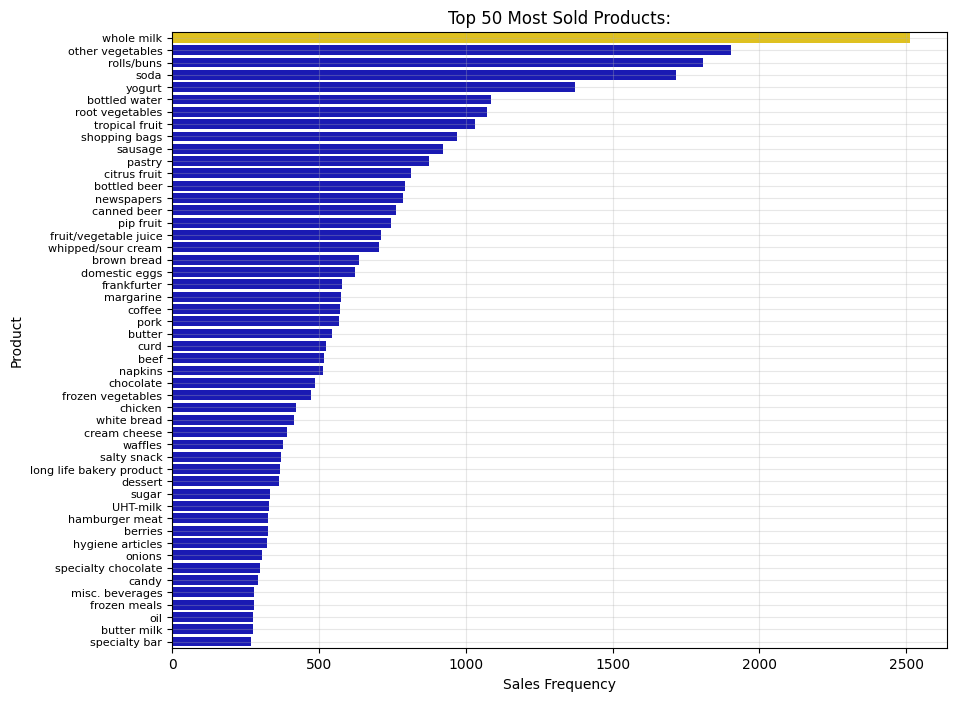 Top 50 Most Sold Products:
whole milk
other vegetables
rolls/buns
soda
yogurt
bottled water
root vegetables
tropical fruit
shopping bags
sausage
pastry
citrus fruit
bottled beer
newspapers
canned beer
pip fruit
fruit/vegetable juice
whipped/sour cream
brown bread
domestic eggs
frankfurter
margarine
coffee
pork
butter
curd
beef
napkins
chocolate
frozen vegetables
chicken
white bread
cream cheese
waffles
salty snack
long life bakery product
dessert
sugar
UHT-milk
hamburger meat
berries
hygiene articles
onions
specialty chocolate
candy
misc. beverages
frozen meals
oil
butter milk
specialty bar
Product
0 500 1000 1500 2000 2500
Sales Frequency